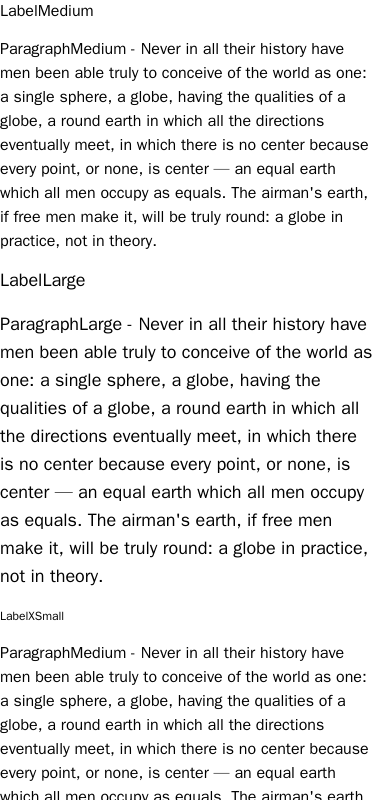 LabelMedium
ParagraphMedium - Never in all their history have
men been able truly to conceive of the world as one:
a single sphere, a globe, having the qualities of a
globe, a round earth in which all the directions
eventually meet, in which there is no center because
every point, or none, is center — an equal earth
which all men occupy as equals. The airman's earth,
if free men make it, will be truly round: a globe in
practice, not in theory.
LabelLarge
ParagraphLarge - Never in all their history have
men been able truly to conceive of the world as
one: a single sphere, a globe, having the
qualities of a globe, a round earth in which all
the directions eventually meet, in which there
is no center because every point, or none, is
center — an equal earth which all men occupy
as equals. The airman's earth, if free men
make it, will be truly round: a globe in practice,
not in theory.
LabelXSmall
ParagraphMedium - Never in all their history have
men been able truly to conceive of the world as one:
a single sphere, a globe, having the qualities of a
globe, a round earth in which all the directions
eventually meet, in which there is no center because
every point, or none, is center — an equal earth
which all men occupy as equals. The airman's earth